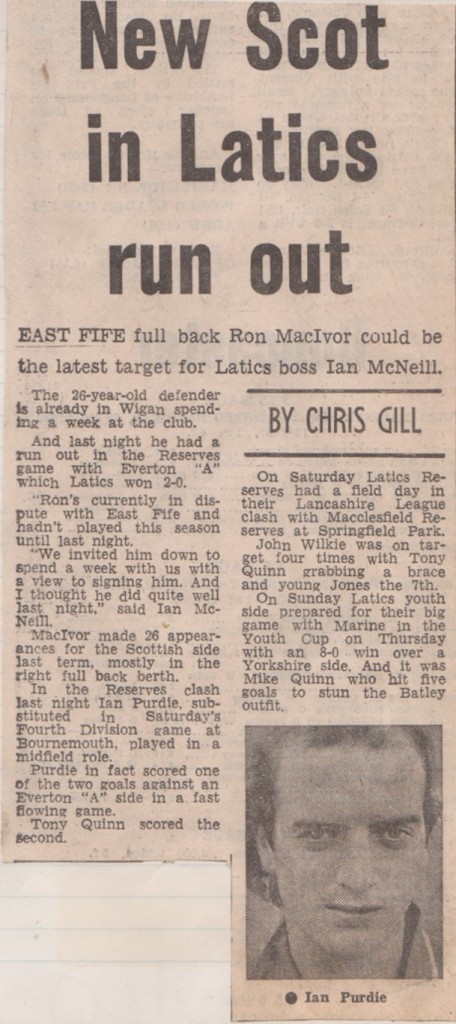 New Scot
in Latics
run out
EAST FIFE full back Ron MacIvor could be
the latest target for Latics boss Ian McNeill.
The 26-year-old defender
is already in Wigan spend-
ing a week at the club.
And last night he had a
run out in the Reserves
game with Everton "A"
which Latics won 2-0.
"Ron's currently in dis-
pute with East Fife and
hadn't played this season
until last night.
"We invited him down to
spend a week with us with
a view to signing him. And
I thought he did quite well
last night," said Ian Mc-
Neill.
MacIvor made 26 appear-
ances for the Scottish side
last term, mostly in the
right full back berth.
In the Reserves clash
last night Ian Purdie, sub-
stituted in Saturday's
Fourth Division game at
Bournemouth, played in a
midfield role.
Purdie in fact scored one
of the two goals against an
Everton "A" side in a fast
flowing game.
Tony Quinn scored the
second.
BY CHRIS GILL
On Saturday Latics Re-
serves had a field day in
their Lancashire League
clash with Macclesfield Re-
serves at Springfield Park.
John Wilkie was on tar-
get four times with Tony
Quinn grabbing a brace
and young Jones the 7th.
On Sunday Latics youth
side prepared for their big
game with Marine in the
Youth Cup on Thursday
with an 8-0 win over a
Yorkshire side. And it was
Mike Quinn who hit five
goals to stun the Batley
outfit.
● Ian Purdie